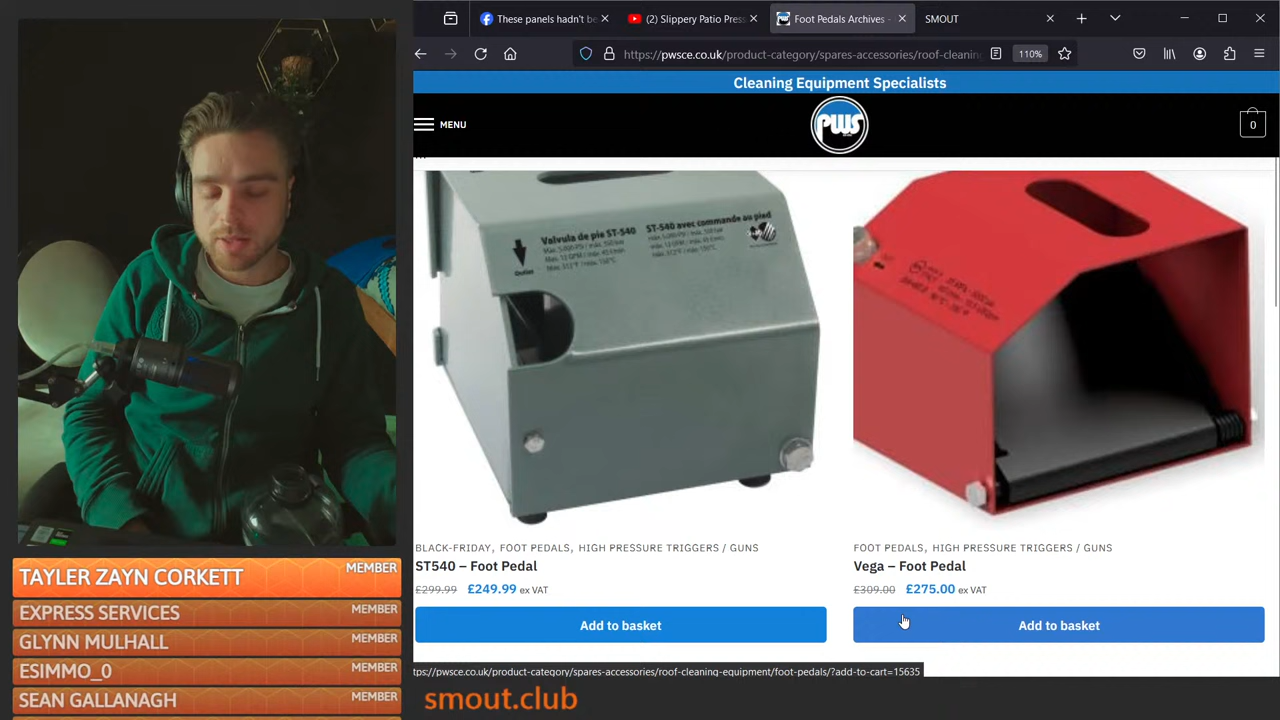 These panels hadn't be
(2) Slippery Patio Pres
Foot Pedals Archives -
SMOUT
https://pwsce.co.uk/product-category/spares-accessories/roof-cleanin
110%
Cleaning Equipment Specialists
MENU
PWS
0
Valvula de pie ST-540
ST-540 avec commande au pied
Outlet
BLACK-FRIDAY, FOOT PEDALS, HIGH PRESSURE TRIGGERS / GUNS
ST540 – Foot Pedal
£299.99 £249.99 ex VAT
Add to basket
FOOT PEDALS, HIGH PRESSURE TRIGGERS / GUNS
Vega – Foot Pedal
£309.00 £275.00 ex VAT
Add to basket
ttps://pwsce.co.uk/product-category/spares-accessories/roof-cleaning-equipment/foot-pedals/?add-to-cart=15635
TAYLER ZAYN CORKETT MEMBER
EXPRESS SERVICES MEMBER
GLYNN MULHALL MEMBER
ESIMMO_0 MEMBER
SEAN GALLANAGH MEMBER
smout.club